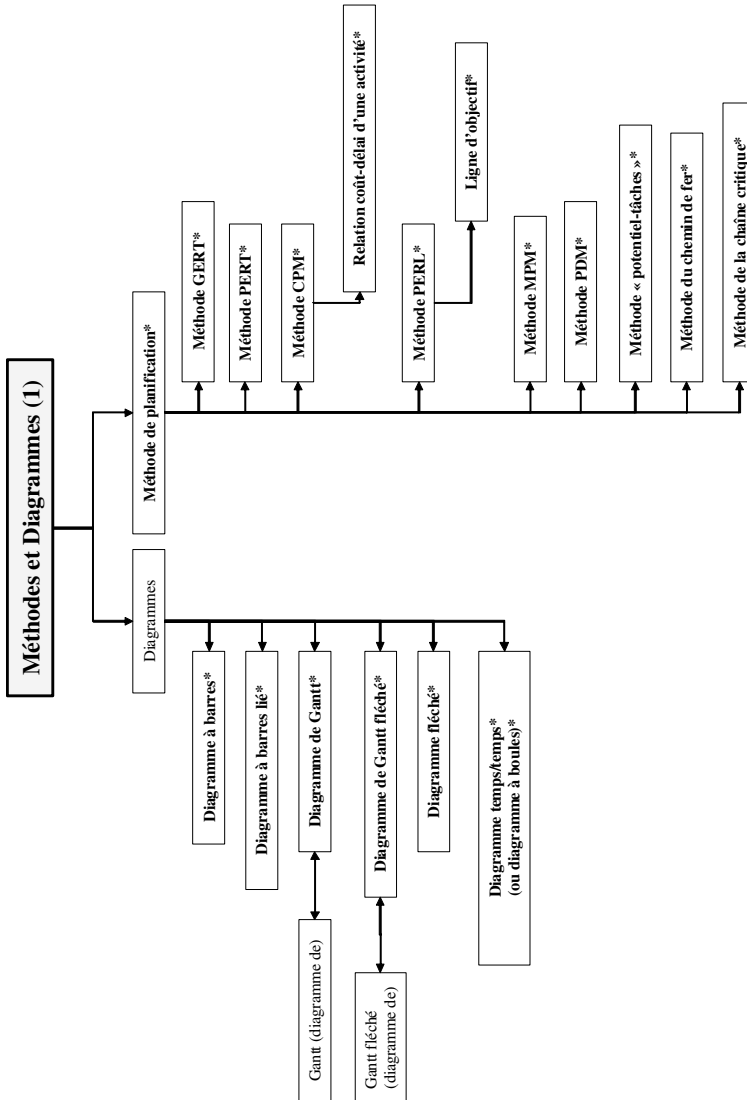 Méthodes et Diagrammes (1)
Diagrammes
Diagramme à barres*
Diagramme à barres lié*
Diagramme de Gantt*
Gantt (diagramme de)
Diagramme de Gantt fléché*
Gantt fléché
(diagramme de)
Diagramme fléché*
Diagramme temps/temps*
(ou diagramme à boules)*
Méthode de planification*
Méthode GERT*
Méthode PERT*
Méthode CPM*
Relation coût-délai d’une activité*
Méthode PERL*
Ligne d’objectif*
Méthode MPM*
Méthode PDM*
Méthode « potentiel-tâches »*
Méthode du chemin de fer*
Méthode de la chaîne critique*